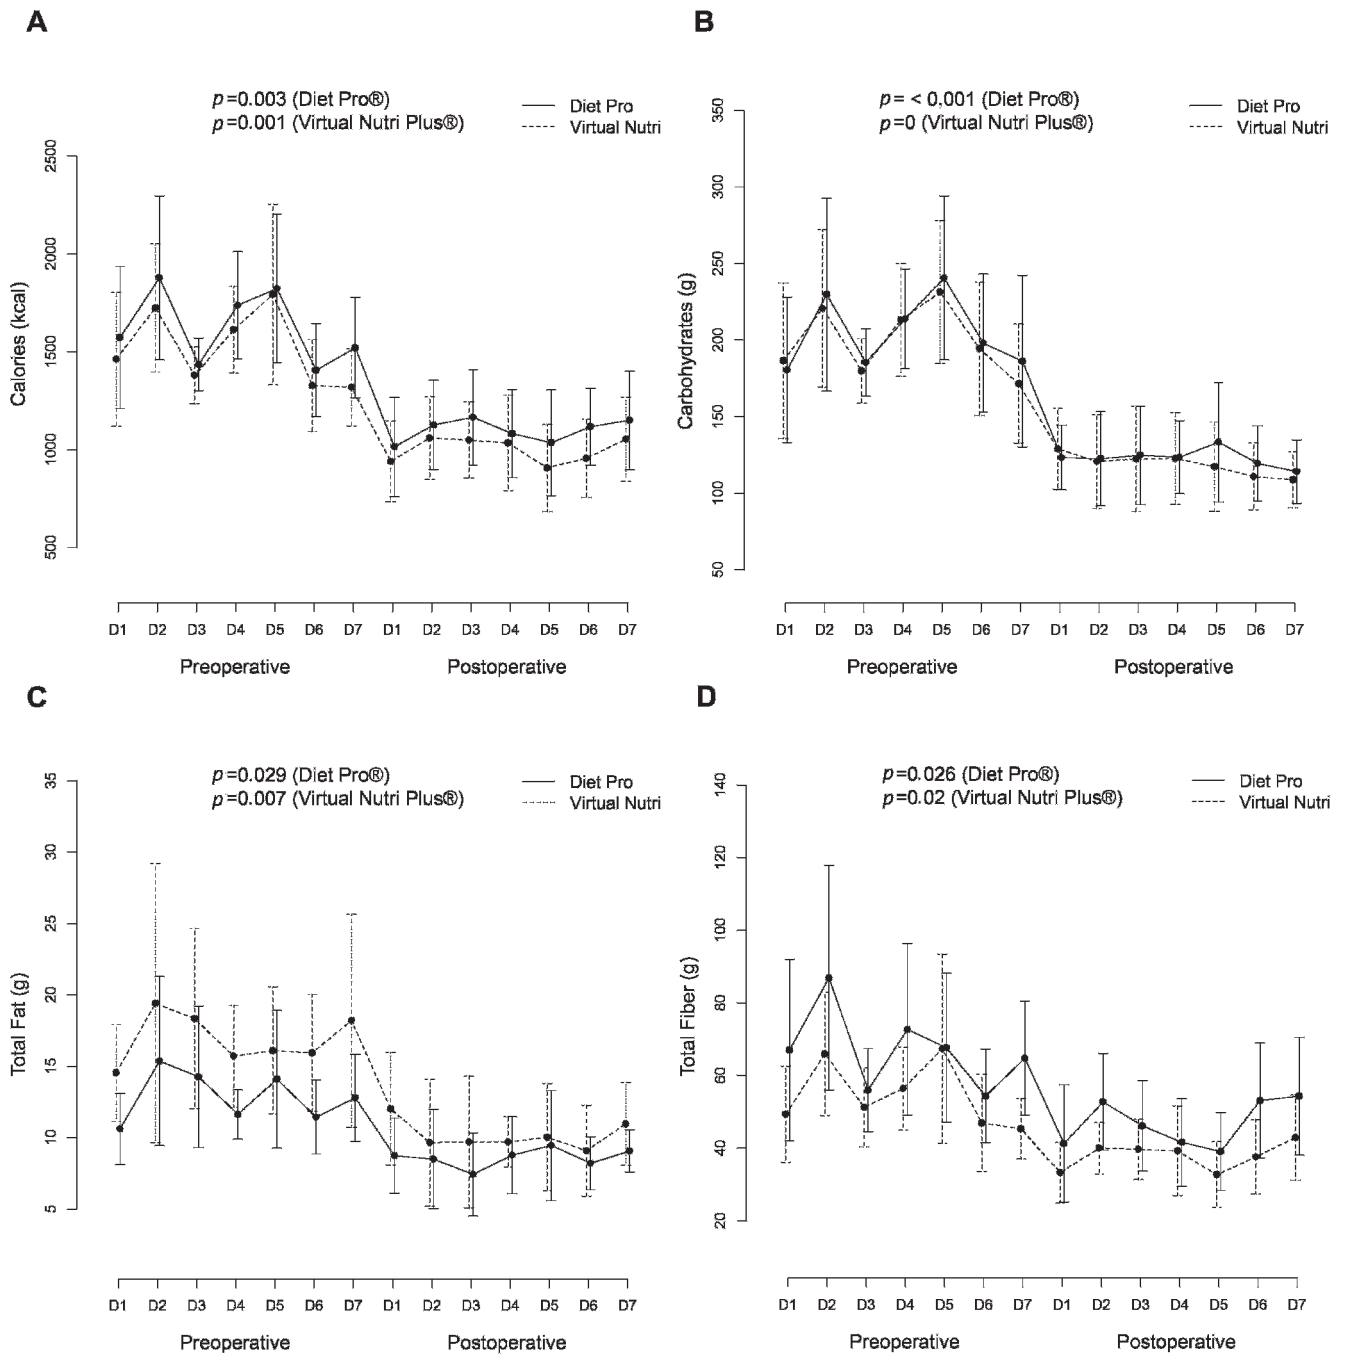 A
p=0.003 (Diet Pro®)
p=0.001 (Virtual Nutri Plus®)
Diet Pro
Virtual Nutri
Calories (kcal)
2500
2000
1500
1000
500
D1 D2 D3 D4 D5 D6 D7 D1 D2 D3 D4 D5 D6 D7
Preoperative Postoperative
B
p= < 0,001 (Diet Pro®)
p=0 (Virtual Nutri Plus®)
Diet Pro
Virtual Nutri
Carbohydrates (g)
350
300
250
200
150
100
50
D1 D2 D3 D4 D5 D6 D7 D1 D2 D3 D4 D5 D6 D7
Preoperative Postoperative
C
p=0.029 (Diet Pro®)
p=0.007 (Virtual Nutri Plus®)
Diet Pro
Virtual Nutri
Total Fat (g)
35
30
25
20
15
10
5
D1 D2 D3 D4 D5 D6 D7 D1 D2 D3 D4 D5 D6 D7
Preoperative Postoperative
D
p=0.026 (Diet Pro®)
p=0.02 (Virtual Nutri Plus®)
Diet Pro
Virtual Nutri
Total Fiber (g)
140
120
100
80
60
40
20
D1 D2 D3 D4 D5 D6 D7 D1 D2 D3 D4 D5 D6 D7
Preoperative Postoperative